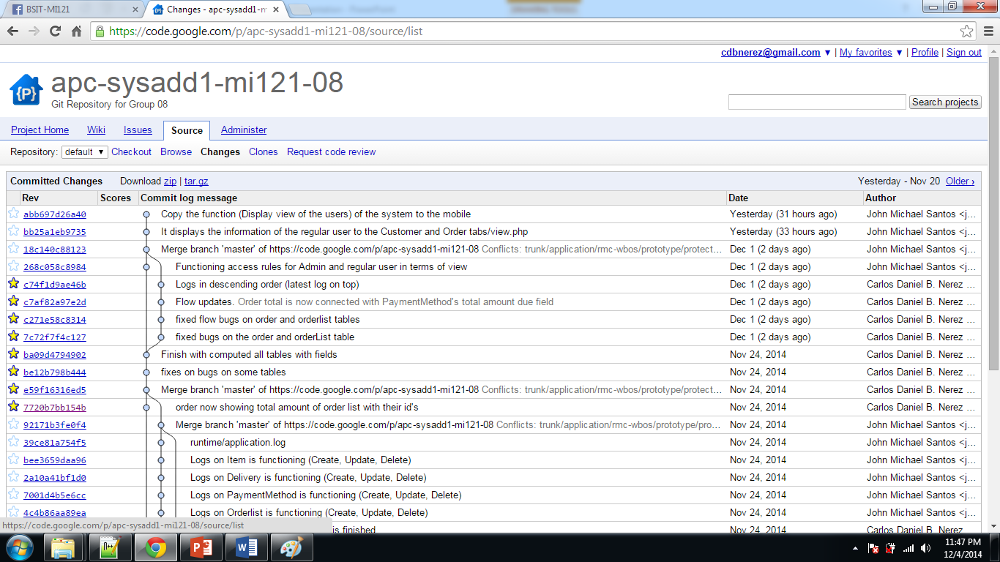 BSIT-MI121
Changes - apc-sysadd1-m
https://code.google.com/p/apc-sysadd1-mi121-08/source/list
cdbnerez@gmail.com ▼ | My favorites ▼ | Profile | Sign out
apc-sysadd1-mi121-08
Git Repository for Group 08
Search projects
Project Home Wiki Issues Source Administer
Repository: default ▼ Checkout Browse Changes Clones Request code review
Committed Changes Download zip | tar.gz Yesterday - Nov 20 Older ›
Rev Scores Commit log message Date Author
abb697d26a40 Copy the function (Display view of the users) of the system to the mobile Yesterday (31 hours ago) John Michael Santos <j...
bb25a1eb9735 It displays the information of the regular user to the Customer and Order tabs/view.php Yesterday (33 hours ago) John Michael Santos <j...
18c140c88123 Merge branch 'master' of https://code.google.com/p/apc-sysadd1-mi121-08 Conflicts: trunk/application/rmc-wbos/prototype/protect... Dec 1 (2 days ago) John Michael Santos <j...
268c058c8984 Functioning access rules for Admin and regular user in terms of view Dec 1 (2 days ago) John Michael Santos <j...
c74f1d9ae46b Logs in descending order (latest log on top) Dec 1 (2 days ago) Carlos Daniel B. Nerez ...
c7af82a97e2d Flow updates. Order total is now connected with PaymentMethod's total amount due field Dec 1 (2 days ago) Carlos Daniel B. Nerez ...
c271e58c8314 fixed flow bugs on order and orderlist tables Dec 1 (2 days ago) Carlos Daniel B. Nerez ...
7c72f7f4c127 fixed bugs on the order and orderList table Dec 1 (2 days ago) Carlos Daniel B. Nerez ...
ba09d4794902 Finish with computed all tables with fields Nov 24, 2014 Carlos Daniel B. Nerez ...
be12b798b444 fixes on bugs on some tables Nov 24, 2014 Carlos Daniel B. Nerez ...
e59f16316ed5 Merge branch 'master' of https://code.google.com/p/apc-sysadd1-mi121-08 Conflicts: trunk/application/rmc-wbos/prototype/protect... Nov 24, 2014 Carlos Daniel B. Nerez ...
7720b7bb154b order now showing total amount of order list with their id's Nov 24, 2014 Carlos Daniel B. Nerez ...
92171b3fe0f4 Merge branch 'master' of https://code.google.com/p/apc-sysadd1-mi121-08 Conflicts: trunk/application/rmc-wbos/prototype/pro... Nov 24, 2014 John Michael Santos <j...
39ce81a754f5 runtime/application.log Nov 24, 2014 John Michael Santos <j...
bee3659daa96 Logs on Item is functioning (Create, Update, Delete) Nov 24, 2014 John Michael Santos <j...
2a10a41bf1d0 Logs on Delivery is functioning (Create, Update, Delete) Nov 24, 2014 John Michael Santos <j...
7001d4b5e6cc Logs on PaymentMethod is functioning (Create, Update, Delete) Nov 24, 2014 John Michael Santos <j...
4c4b86aa89ea Logs on Orderlist is functioning (Create, Update, Delete) Nov 24, 2014 John Michael Santos <j...
https://code.google.com/p/apc-sysadd1-mi121-08/source/list is finished Nov 24, 2014 Carlos Daniel B. Nerez
11:47 PM
12/4/2014